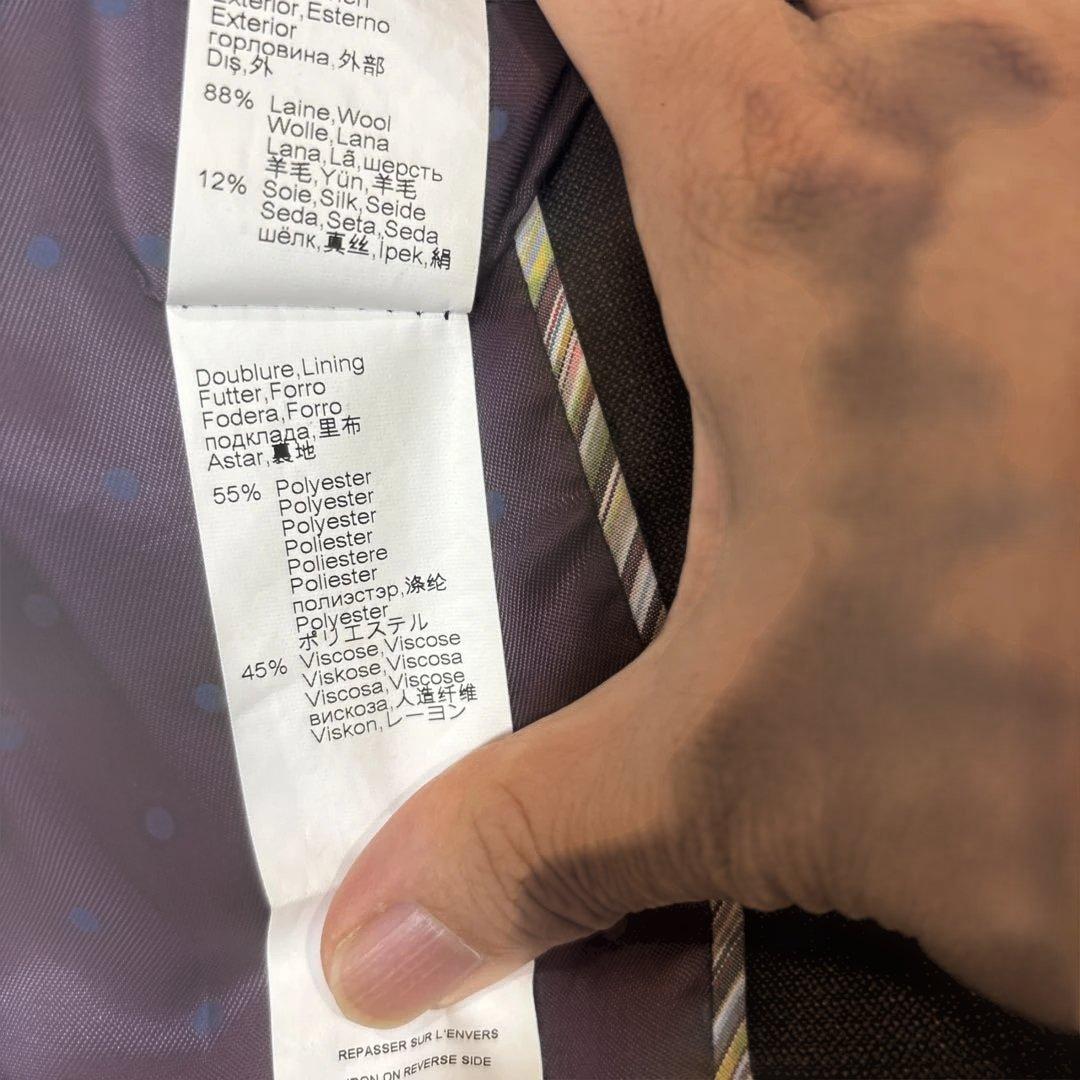 Exterior,Esterno
Exterior
горловина,外部
Dış,外
88% Laine,Wool
Wolle,Lana
Lana,Lã,шерсть
羊毛,Yün,羊毛
12% Soie,Silk,Seide
Seda,Seta,Seda
шёлк,真丝,İpek,絹
Doublure,Lining
Futter,Forro
Fodera,Forro
подклада,里布
Astar,裏地
55% Polyester
Polyester
Polyester
Poliester
Poliestere
Poliester
полиэстэр,涤纶
Polyester
ポリエステル
45% Viscose,Viscose
Viskose,Viscosa
Viscosa,Viscose
вискоза,人造纤维
Viskon,レーヨン
REPASSER SUR L'ENVERS
ON REVERSE SIDE